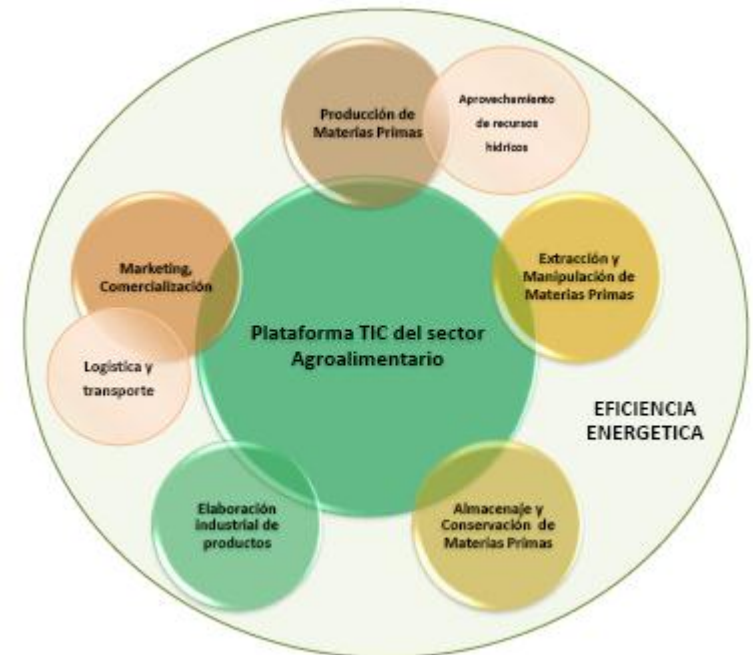 Producción de
Materias Primas
Aprovechamiento
de recursos
hídricos
Marketing,
Comercialización
Extracción y
Manipulación de
Materias Primas
Plataforma TIC del sector
Agroalimentario
Logística y
transporte
EFICIENCIA
ENERGETICA
Elaboración
industrial de
productos
Almacenaje y
Conservación de
Materias Primas